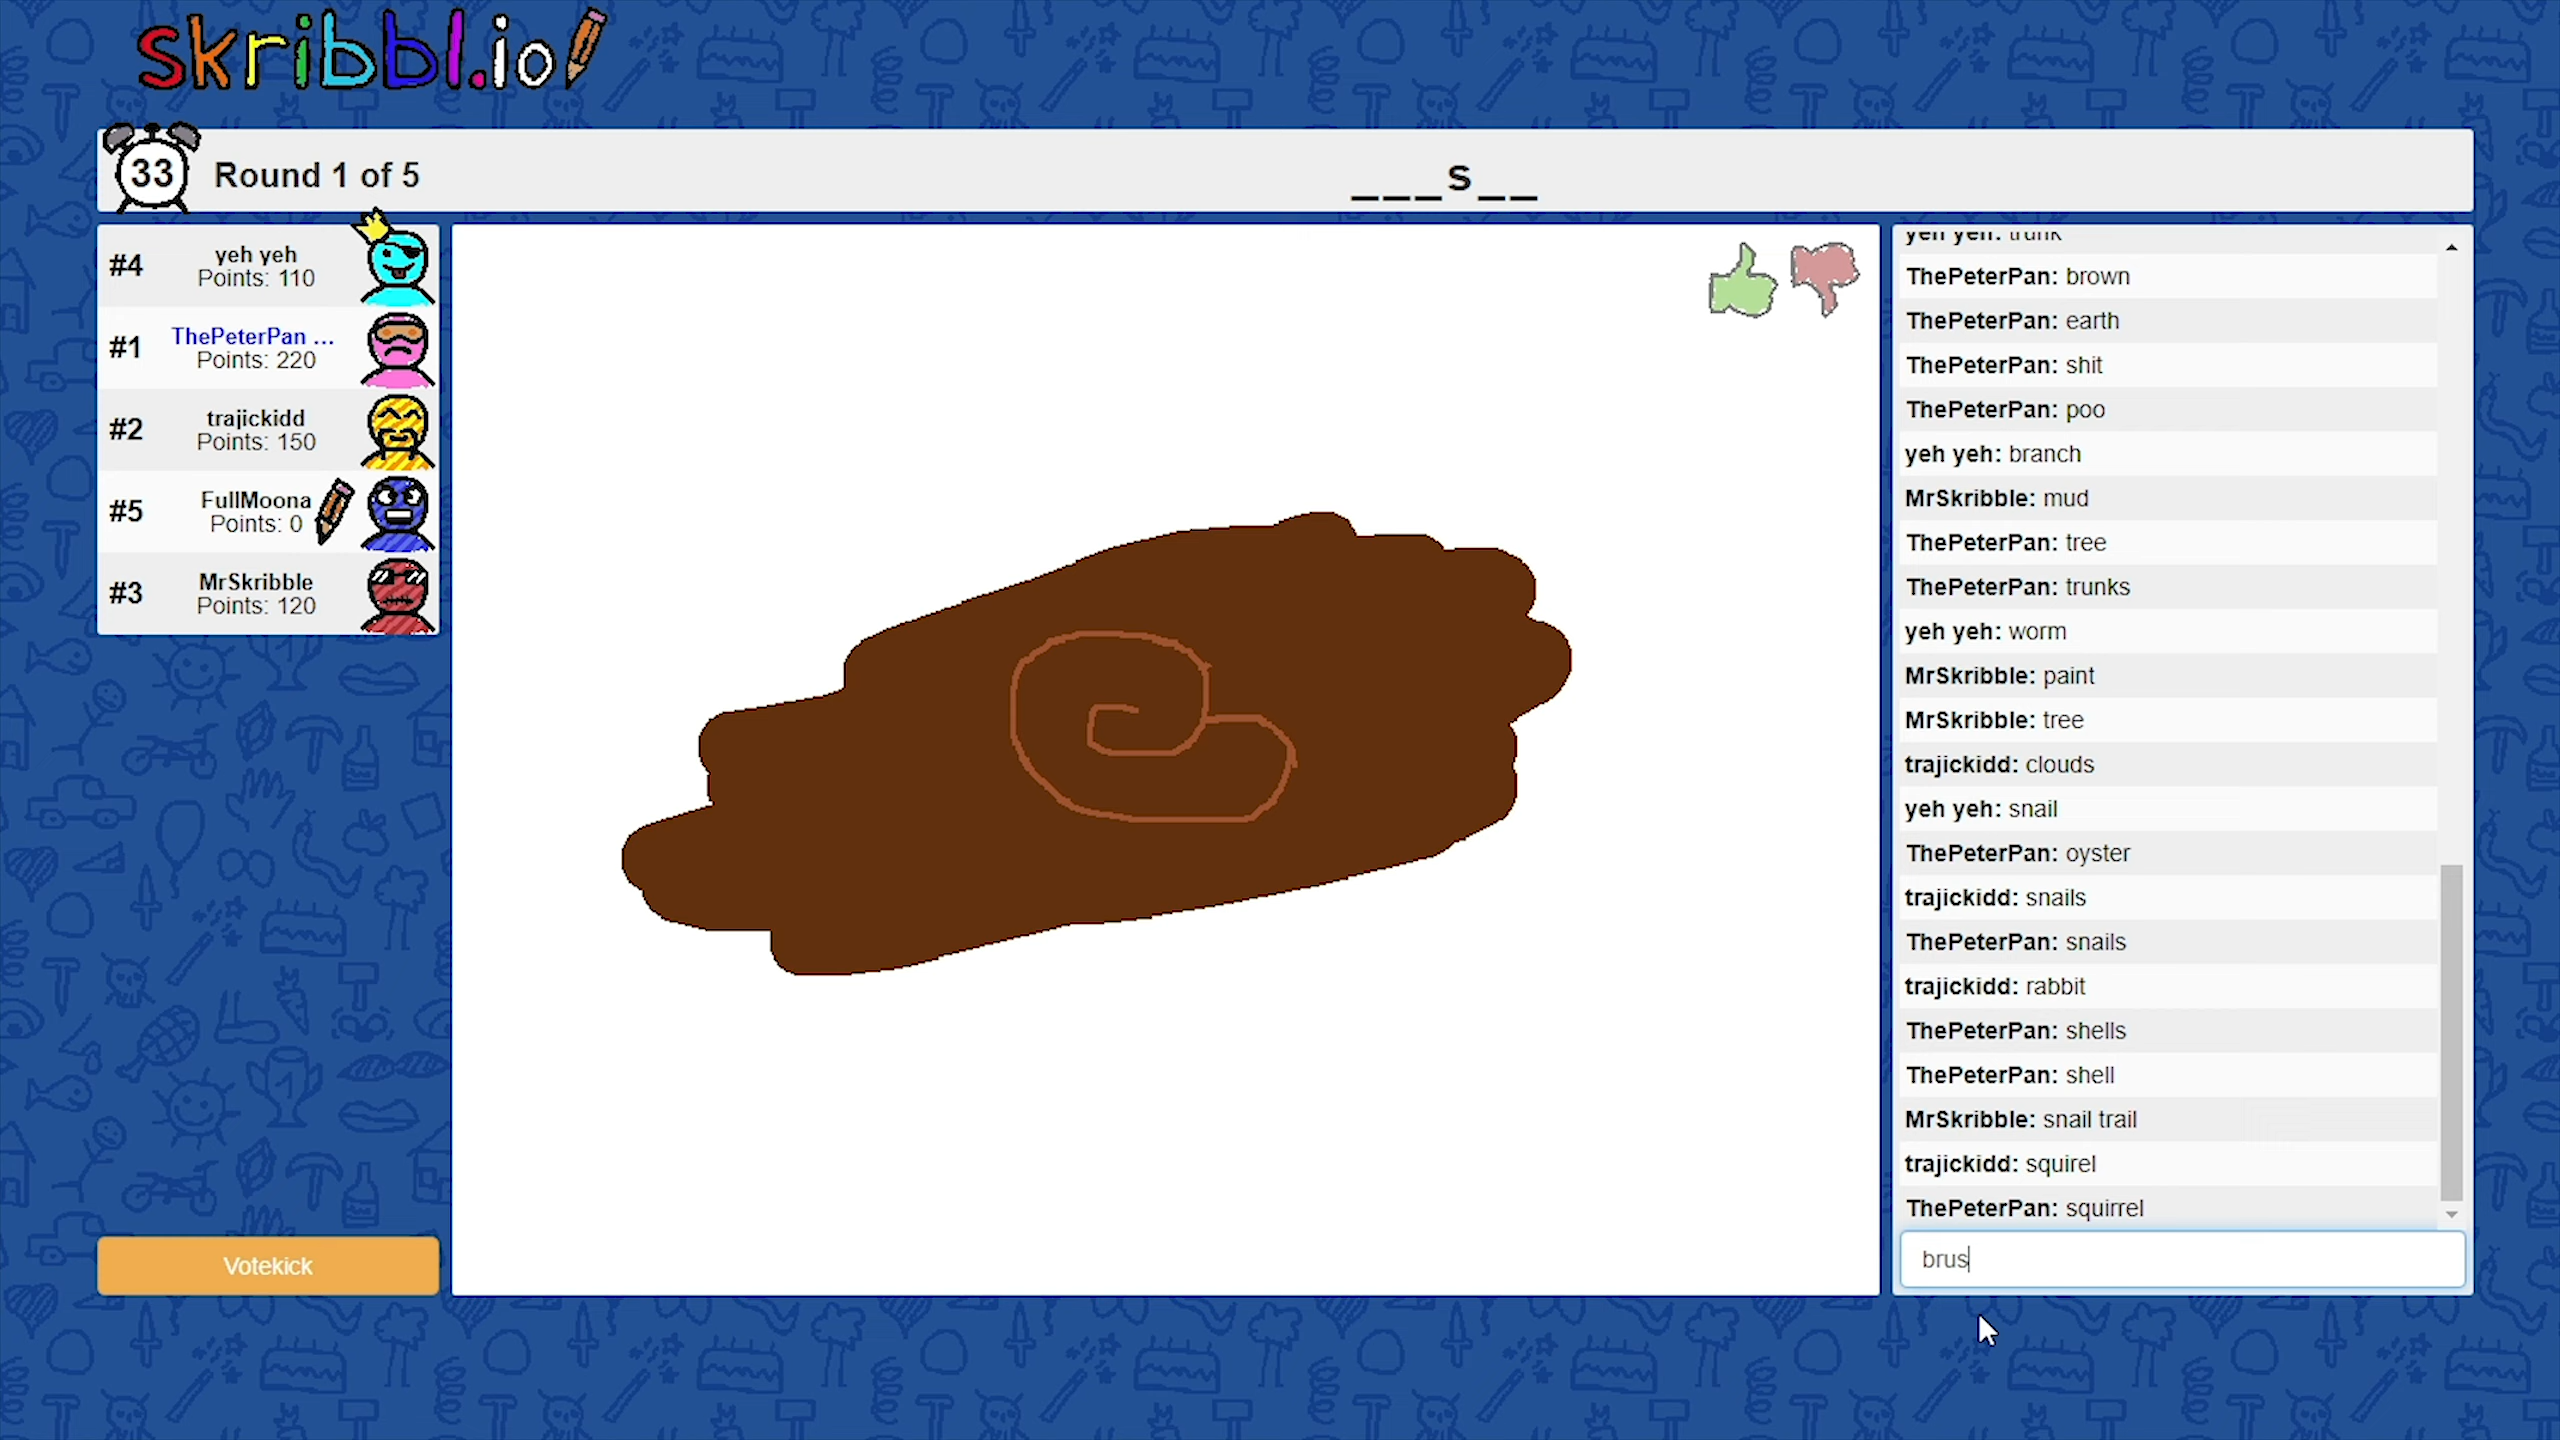 skribbl.io
33
Round 1 of 5
___s__
#4
yeh yeh
Points: 110
#1
ThePeterPan ...
Points: 220
#2
trajickidd
Points: 150
#5
FullMoona
Points: 0
#3
MrSkribble
Points: 120
Votekick
yeh yeh: trunk
ThePeterPan: brown
ThePeterPan: earth
ThePeterPan: shit
ThePeterPan: poo
yeh yeh: branch
MrSkribble: mud
ThePeterPan: tree
ThePeterPan: trunks
yeh yeh: worm
MrSkribble: paint
MrSkribble: tree
trajickidd: clouds
yeh yeh: snail
ThePeterPan: oyster
trajickidd: snails
ThePeterPan: snails
trajickidd: rabbit
ThePeterPan: shells
ThePeterPan: shell
MrSkribble: snail trail
trajickidd: squirel
ThePeterPan: squirrel
brus